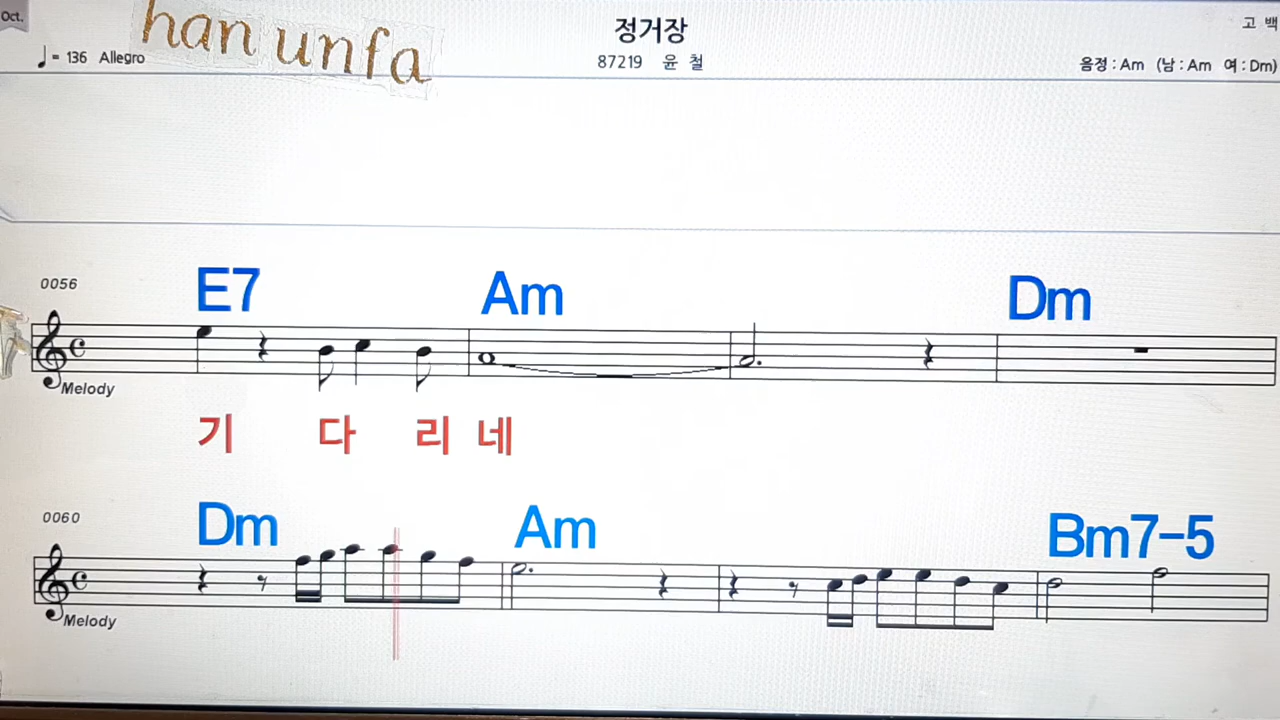 Oct.
han unfa
정거장
고 백
♩= 136 Allegro
87219 윤 철
음정 : Am (남 : Am 여 : Dm)
0056
E7 Am Dm
Melody
기 다 리 네
0060
Dm Am Bm7-5
Melody